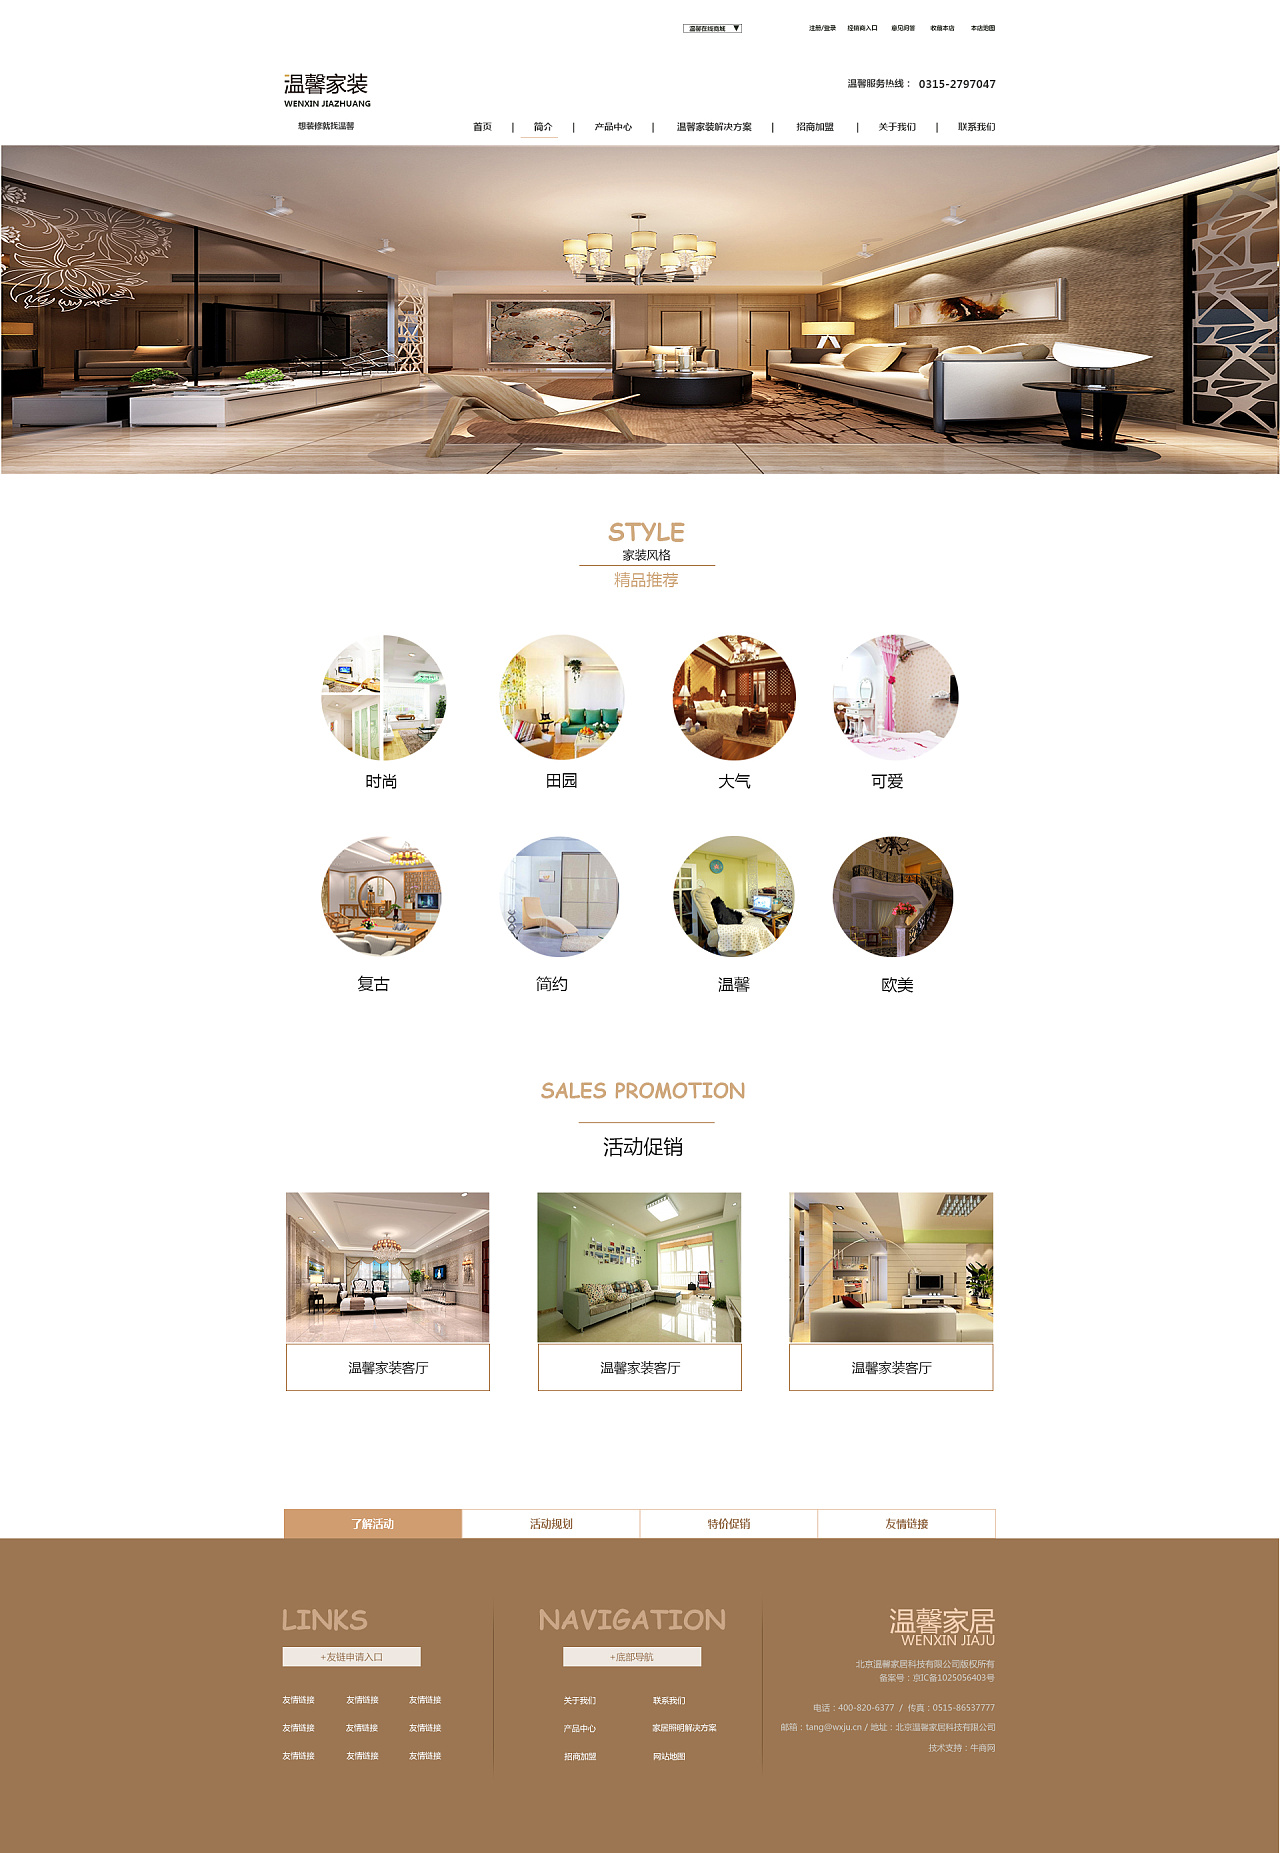 温馨在线商城 ▼
注册/登录 经销商入口 意见问答 收藏本店 本店地图
温馨家装
WENXIN JIAZHUANG
想装修就找温馨
温馨服务热线： 0315-2797047
首页 | 简介 | 产品中心 | 温馨家装解决方案 | 招商加盟 | 关于我们 | 联系我们
STYLE
家装风格
精品推荐
时尚 田园 大气 可爱
复古 简约 温馨 欧美
SALES PROMOTION
活动促销
温馨家装客厅 温馨家装客厅 温馨家装客厅
了解活动 活动规划 特价促销 友情链接
LINKS
+友链申请入口
友情链接 友情链接 友情链接
友情链接 友情链接 友情链接
友情链接 友情链接 友情链接
NAVIGATION
+底部导航
关于我们 联系我们
产品中心 家居照明解决方案
招商加盟 网站地图
温馨家居
WENXIN JIAJU
北京温馨家居科技有限公司版权所有
备案号：京IC备1025056403号
电话：400-820-6377 / 传真：0515-86537777
邮箱：tang@wxju.cn / 地址：北京温馨家居科技有限公司
技术支持：牛商网